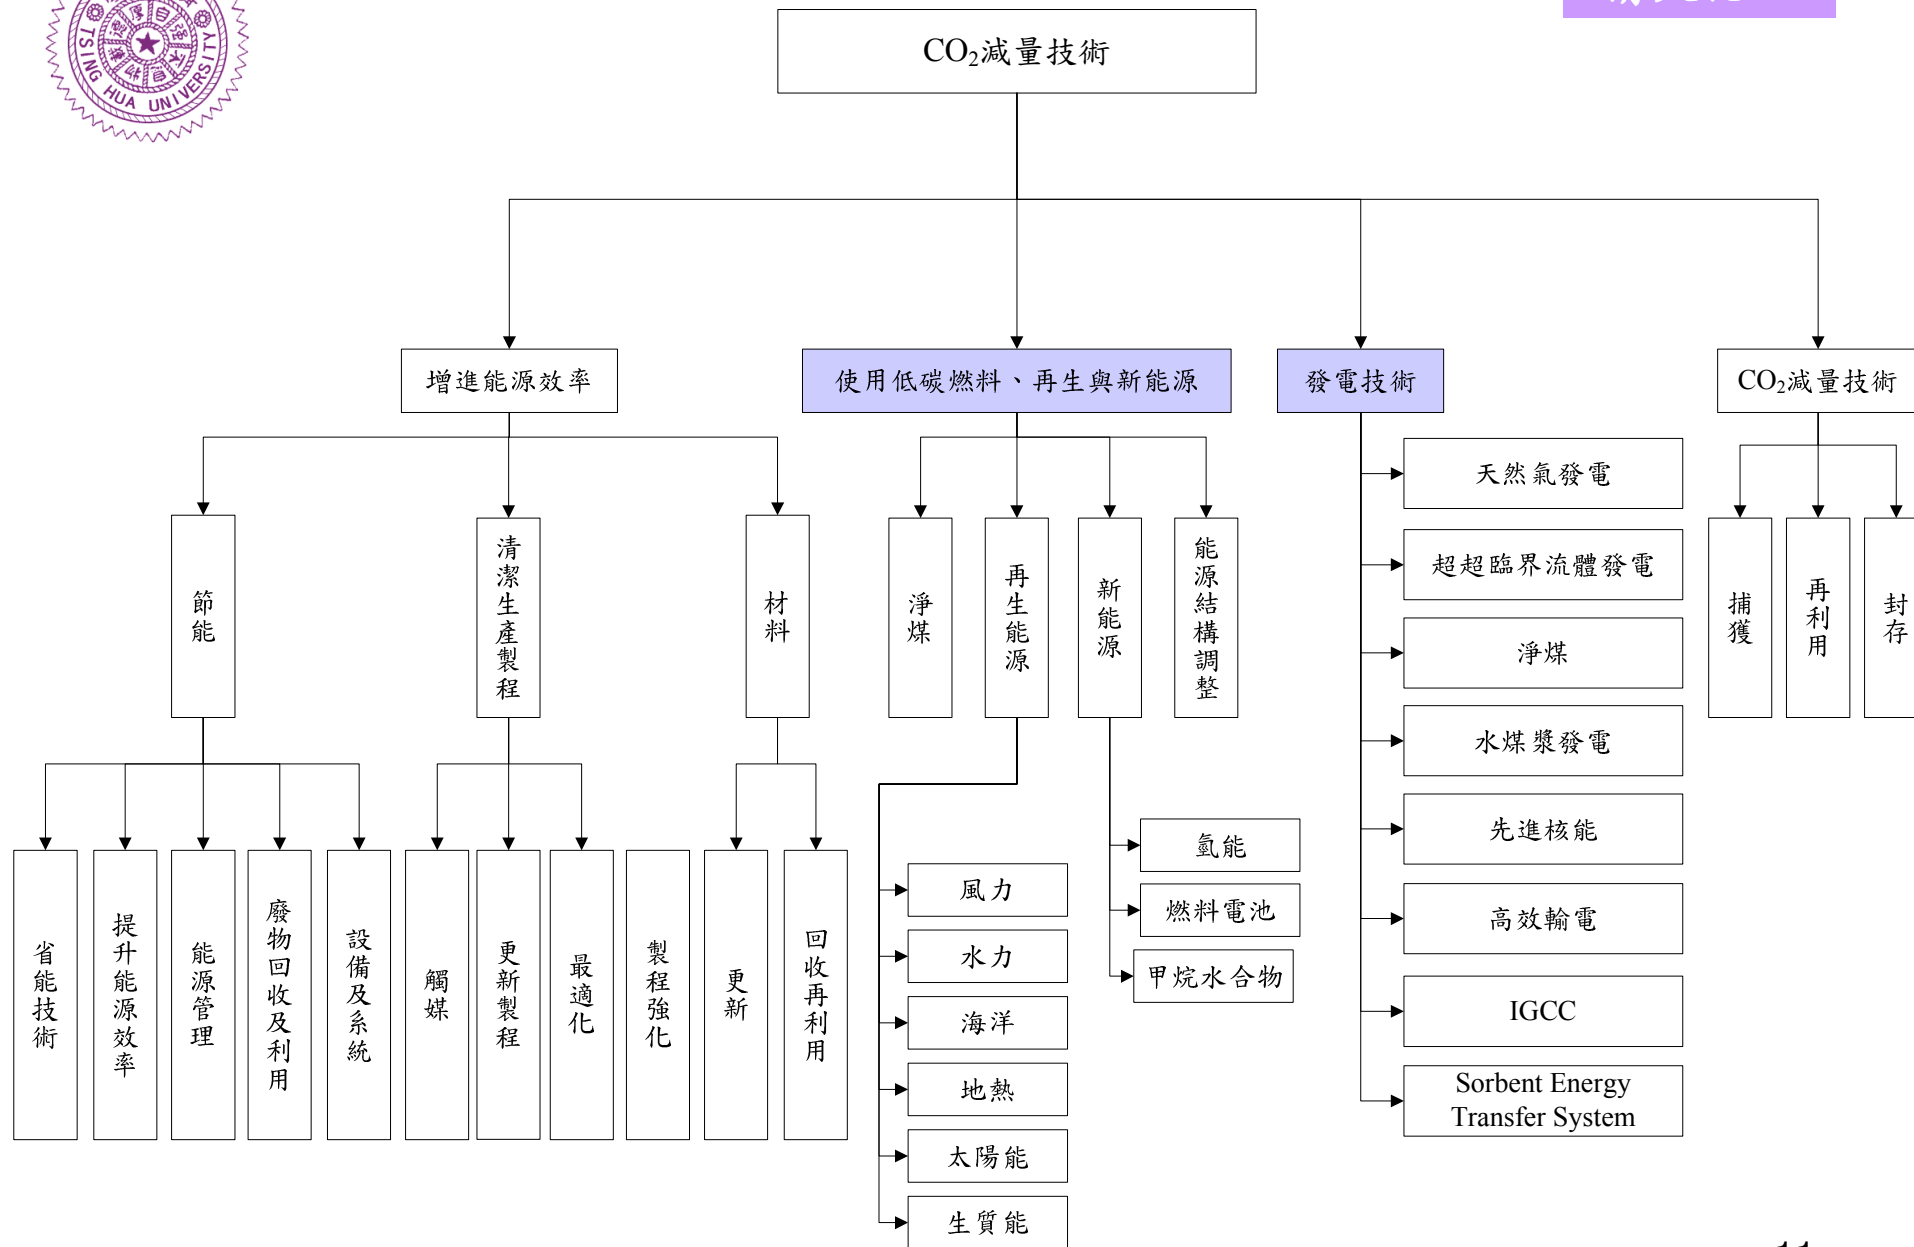 TSING HUA UNIVERSITY
CO₂減量技術
增進能源效率
使用低碳燃料、再生與新能源
發電技術
CO₂減量技術
節能
清潔生產製程
材料
淨煤
再生能源
新能源
能源結構調整
捕獲
再利用
封存
省能技術
提升能源效率
能源管理
廢物回收及利用
設備及系統
觸媒
更新製程
最適化
製程強化
更新
回收再利用
風力
水力
海洋
地熱
太陽能
生質能
氫能
燃料電池
甲烷水合物
天然氣發電
超超臨界流體發電
淨煤
水煤漿發電
先進核能
高效輸電
IGCC
Sorbent Energy
Transfer System